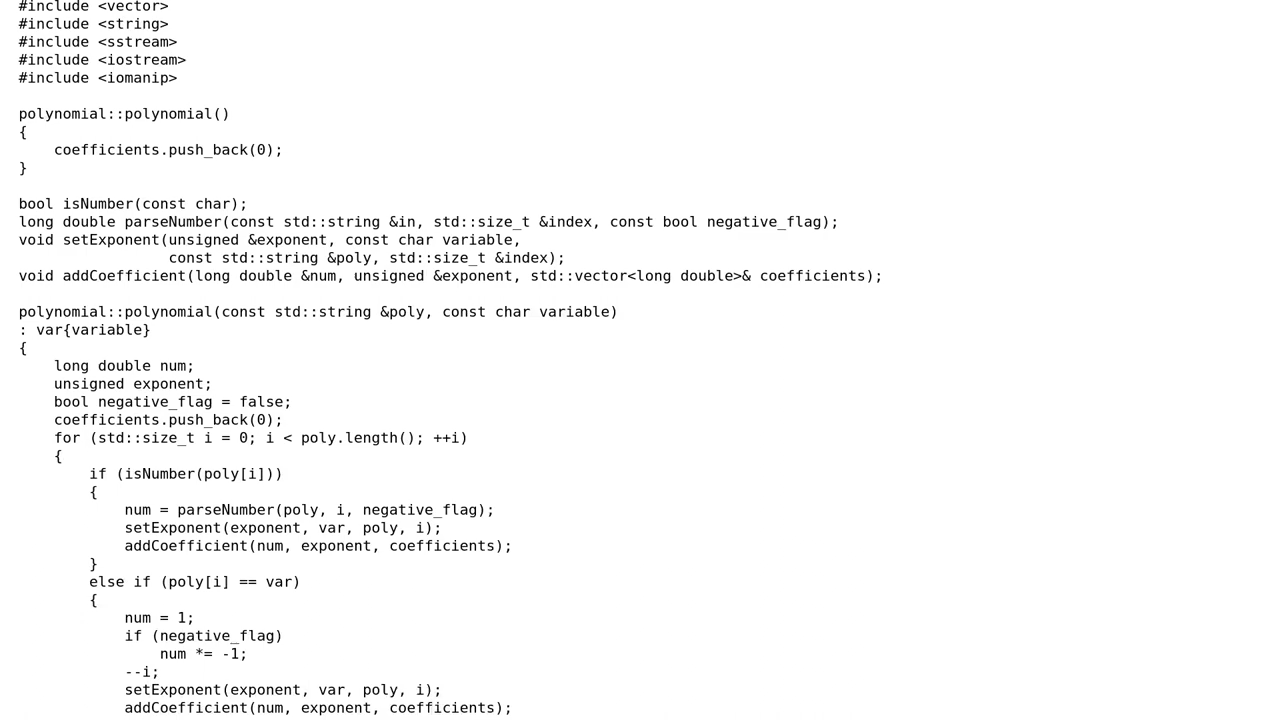 #include <vector>
#include <string>
#include <sstream>
#include <iostream>
#include <iomanip>

polynomial::polynomial()
{
    coefficients.push_back(0);
}

bool isNumber(const char);
long double parseNumber(const std::string &in, std::size_t &index, const bool negative_flag);
void setExponent(unsigned &exponent, const char variable,
                 const std::string &poly, std::size_t &index);
void addCoefficient(long double &num, unsigned &exponent, std::vector<long double>& coefficients);

polynomial::polynomial(const std::string &poly, const char variable)
: var{variable}
{
    long double num;
    unsigned exponent;
    bool negative_flag = false;
    coefficients.push_back(0);
    for (std::size_t i = 0; i < poly.length(); ++i)
    {
        if (isNumber(poly[i]))
        {
            num = parseNumber(poly, i, negative_flag);
            setExponent(exponent, var, poly, i);
            addCoefficient(num, exponent, coefficients);
        }
        else if (poly[i] == var)
        {
            num = 1;
            if (negative_flag)
                num *= -1;
            --i;
            setExponent(exponent, var, poly, i);
            addCoefficient(num, exponent, coefficients);